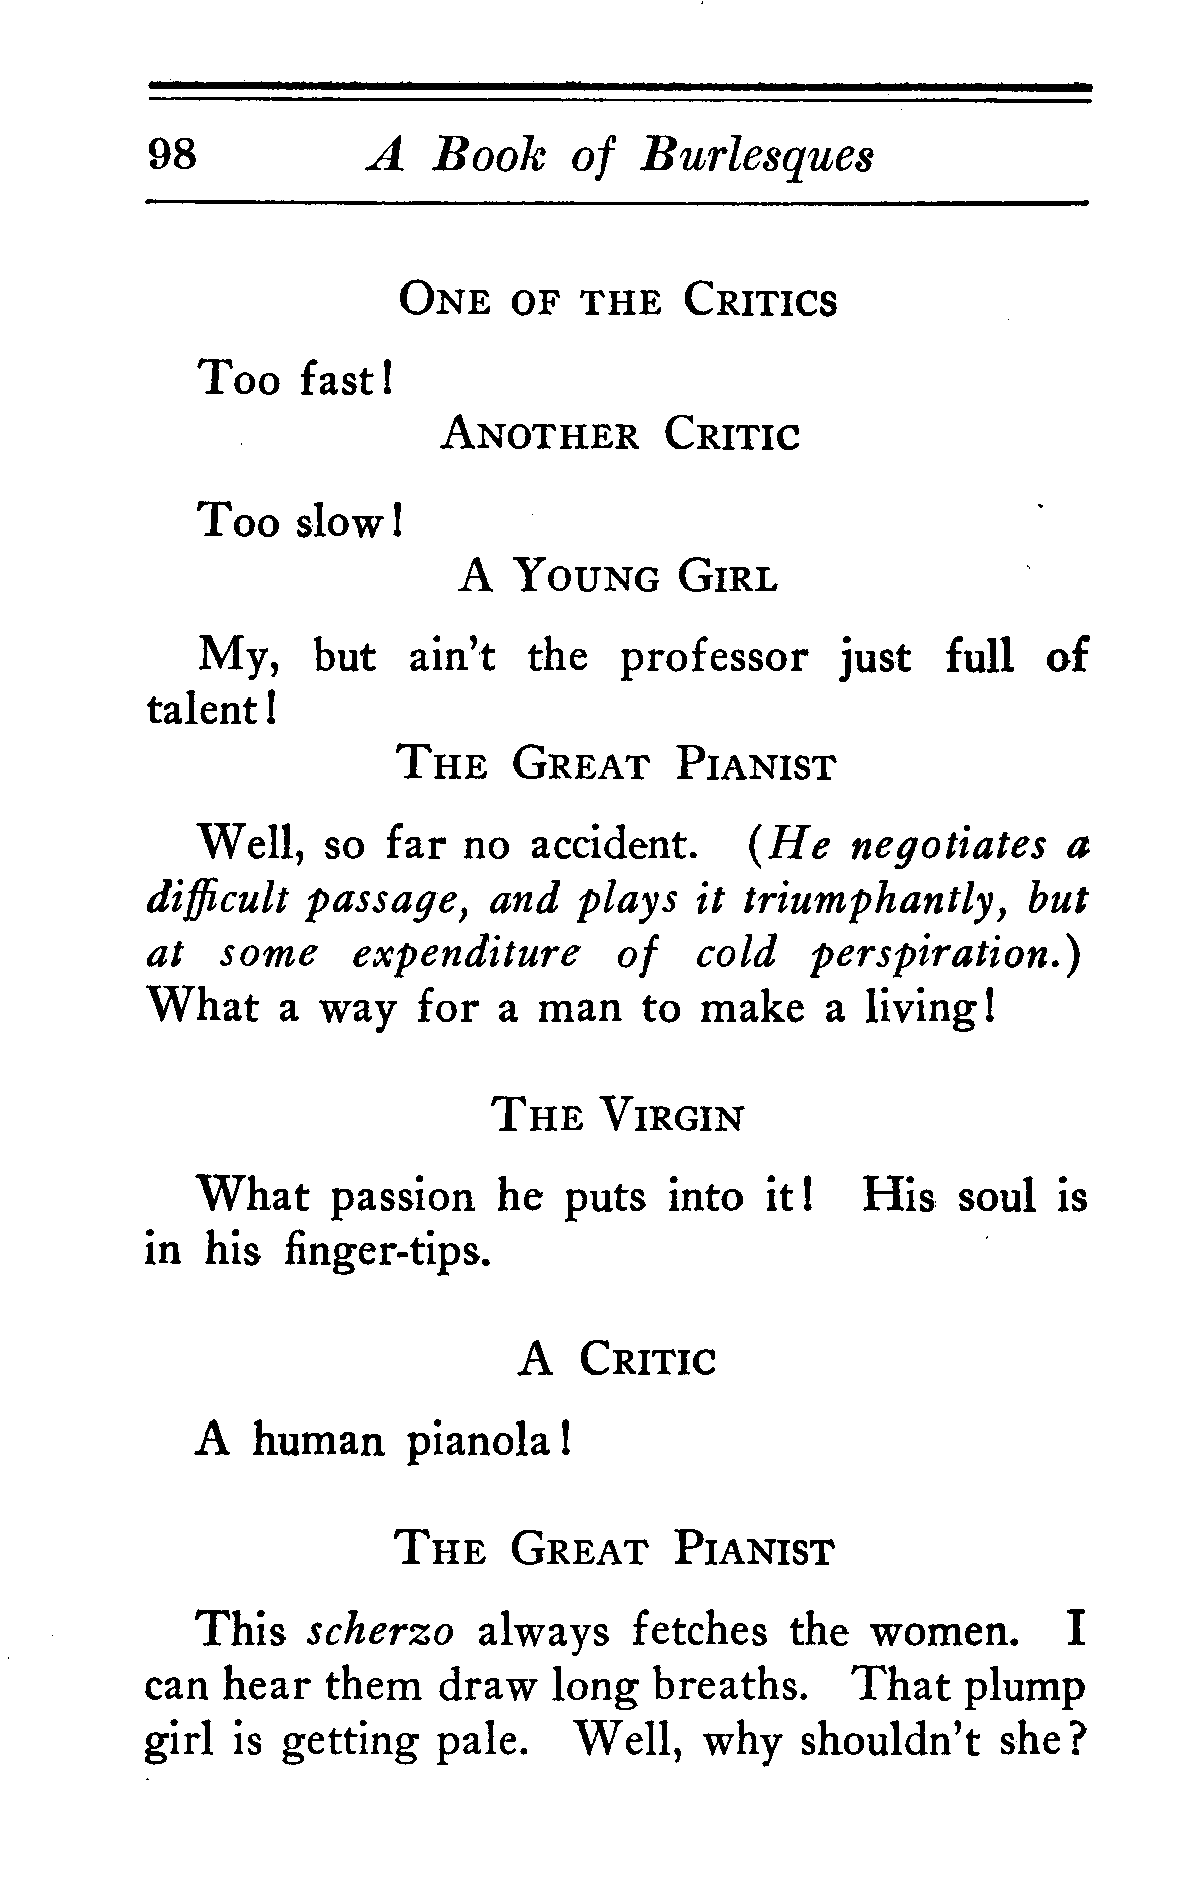 98 A Book of Burlesques
One of the Critics
Too fast!
Another Critic
Too slow!
A Young Girl
My, but ain't the professor just full of
talent!
The Great Pianist
Well, so far no accident. (He negotiates a
difficult passage, and plays it triumphantly, but
at some expenditure of cold perspiration.)
What a way for a man to make a living!
The Virgin
What passion he puts into it! His soul is
in his finger-tips.
A Critic
A human pianola!
The Great Pianist
This scherzo always fetches the women. I
can hear them draw long breaths. That plump
girl is getting pale. Well, why shouldn't she?